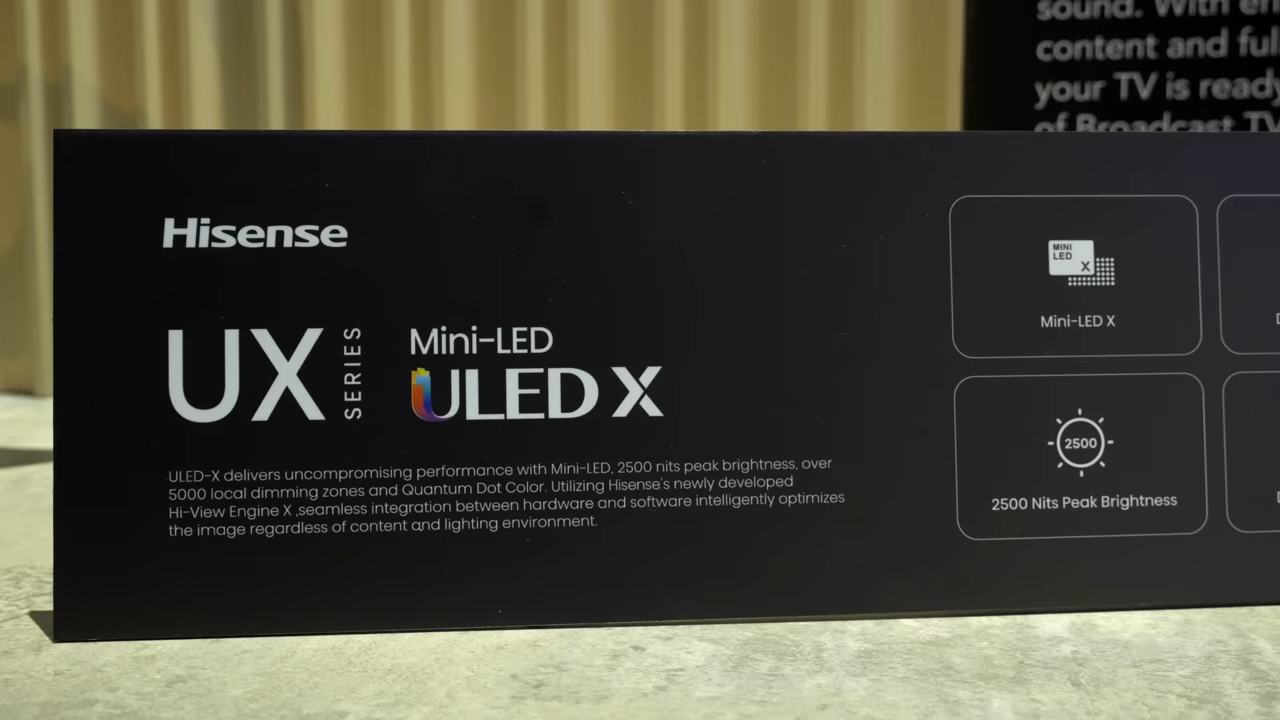 sound. With
content and ful
your TV is ready
of Broadcast TV
Hisense
UX SERIES
Mini-LED
ULED X
ULED-X delivers uncompromising performance with Mini-LED, 2500 nits peak brightness, over
5000 local dimming zones and Quantum Dot Color. Utilizing Hisense's newly developed
Hi-View Engine X ,seamless integration between hardware and software intelligently optimizes
the image regardless of content and lighting environment.
MINI
LED
X
Mini-LED X
2500
2500 Nits Peak Brightness